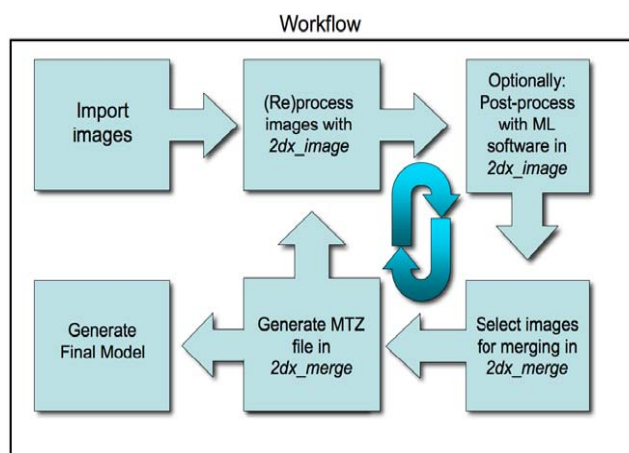 Workflow
Import
images
(Re)process
images with
2dx_image
Optionally:
Post-process
with ML
software in
2dx_image
Generate
Final Model
Generate MTZ
file in
2dx_merge
Select images
for merging in
2dx_merge